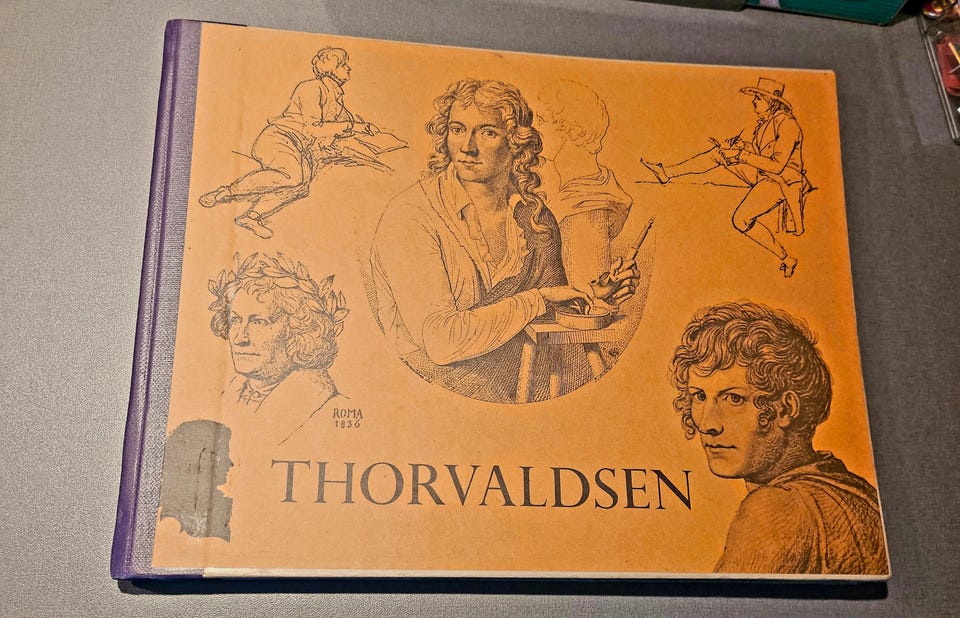 ROMA
1836
THORVALDSEN